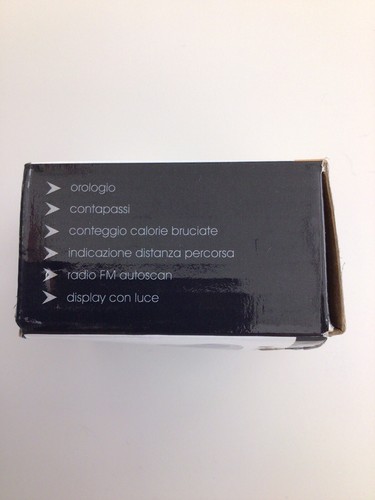 orologio
contapassi
conteggio calorie bruciate
indicazione distanza percorsa
radio FM autoscan
display con luce